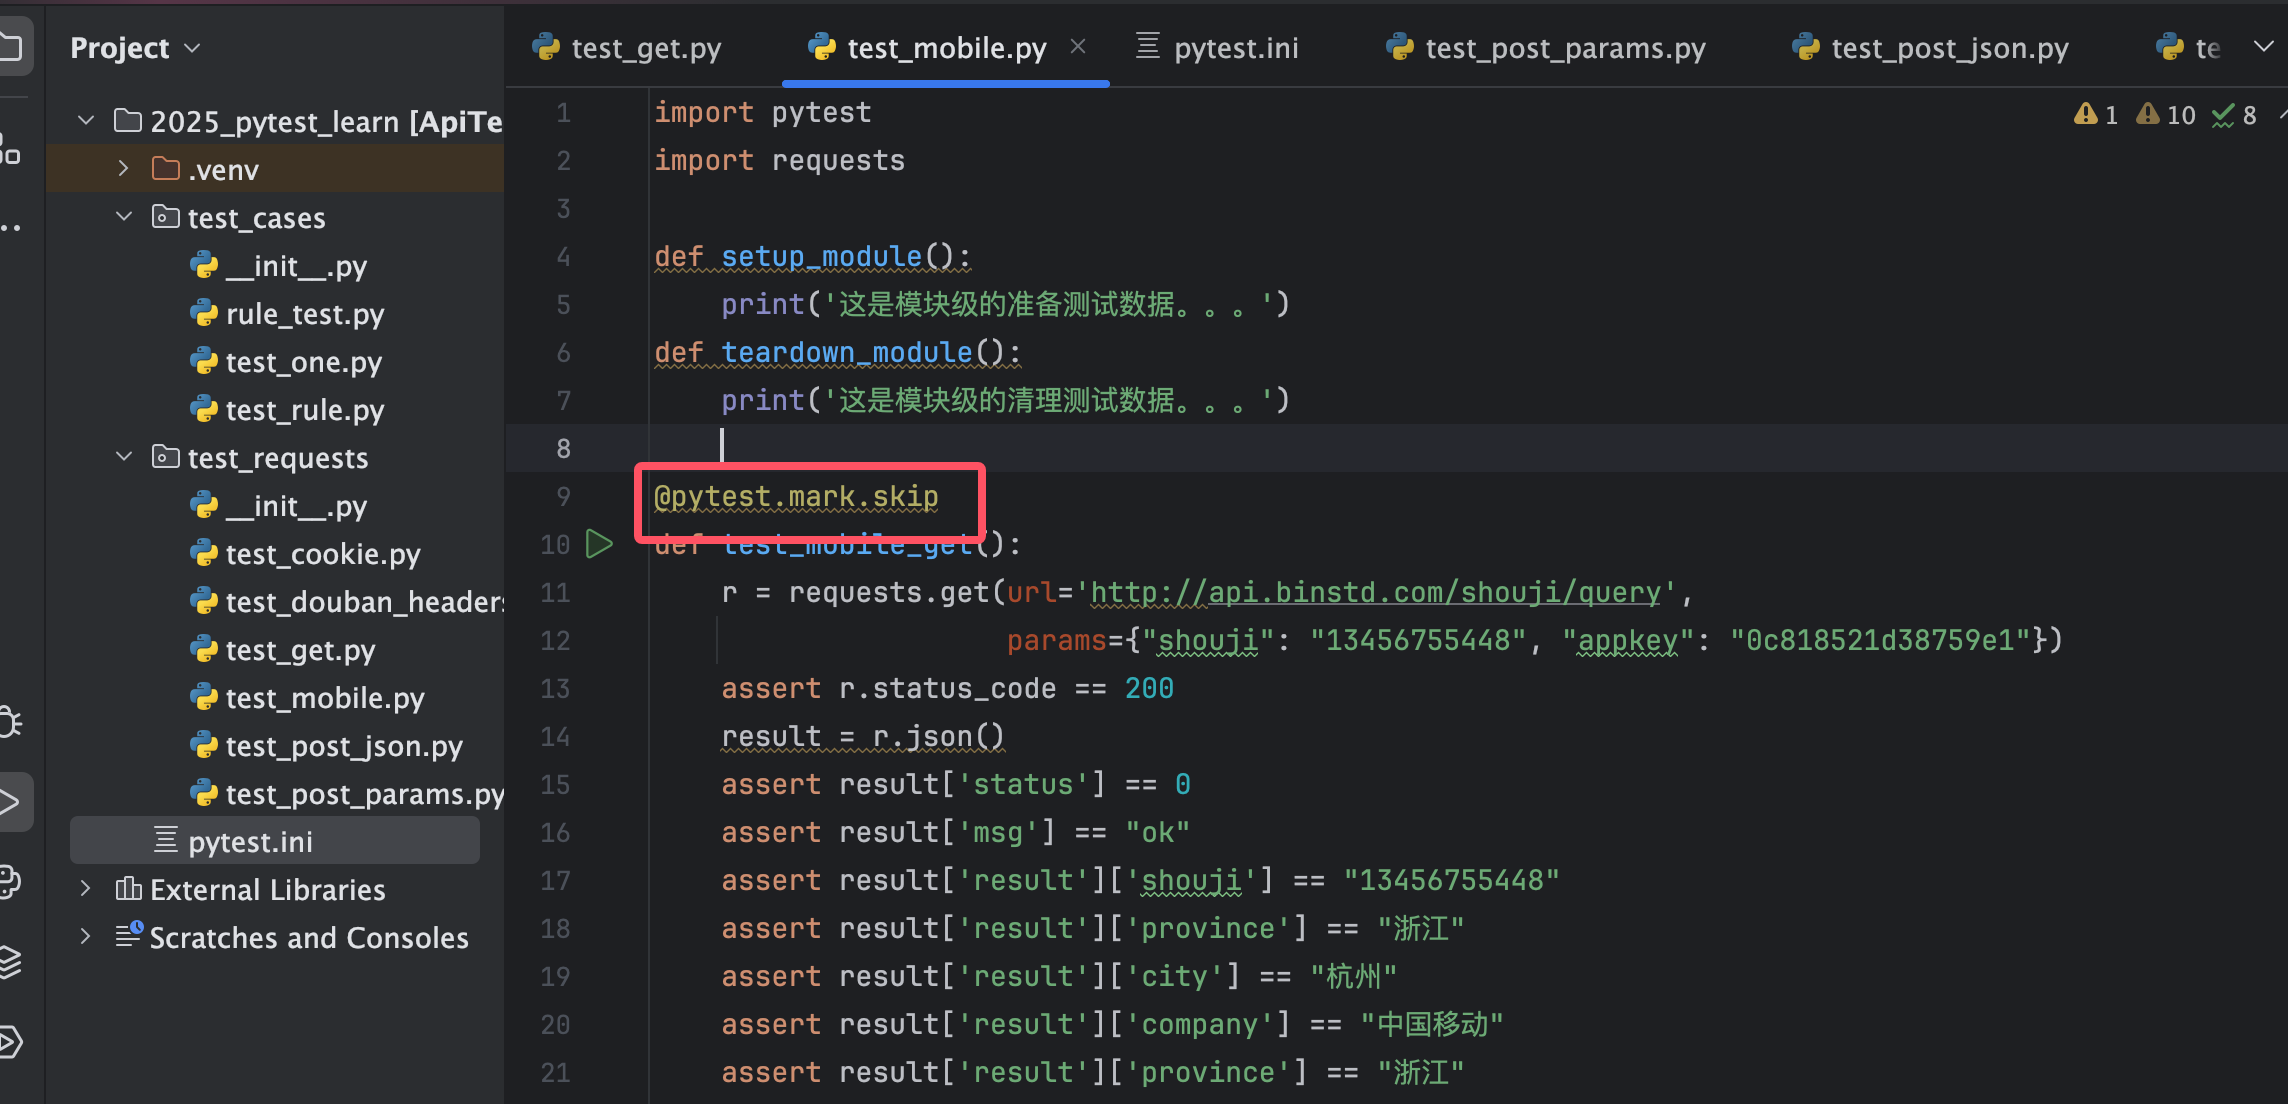 Project
test_get.py
test_mobile.py
pytest.ini
test_post_params.py
test_post_json.py
te
2025_pytest_learn [ApiTe
.venv
test_cases
__init__.py
rule_test.py
test_one.py
test_rule.py
test_requests
__init__.py
test_cookie.py
test_douban_headers
test_get.py
test_mobile.py
test_post_json.py
test_post_params.py
pytest.ini
External Libraries
Scratches and Consoles
1 10 8
1 import pytest
2 import requests
3
4 def setup_module():
5 print('这是模块级的准备测试数据。。。')
6 def teardown_module():
7 print('这是模块级的清理测试数据。。。')
8
9 @pytest.mark.skip
10 def test_mobile_get():
11 r = requests.get(url='http://api.binstd.com/shouji/query',
12 params={"shouji": "13456755448", "appkey": "0c818521d38759e1"})
13 assert r.status_code == 200
14 result = r.json()
15 assert result['status'] == 0
16 assert result['msg'] == "ok"
17 assert result['result']['shouji'] == "13456755448"
18 assert result['result']['province'] == "浙江"
19 assert result['result']['city'] == "杭州"
20 assert result['result']['company'] == "中国移动"
21 assert result['result']['province'] == "浙江"